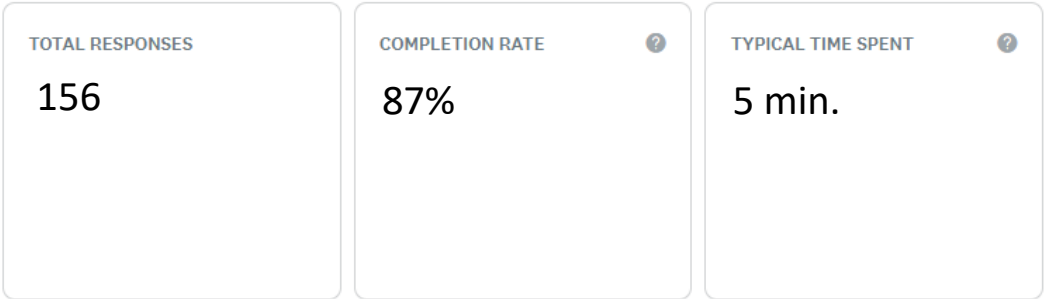 TOTAL RESPONSES
156
COMPLETION RATE ?
87%
TYPICAL TIME SPENT ?
5 min.